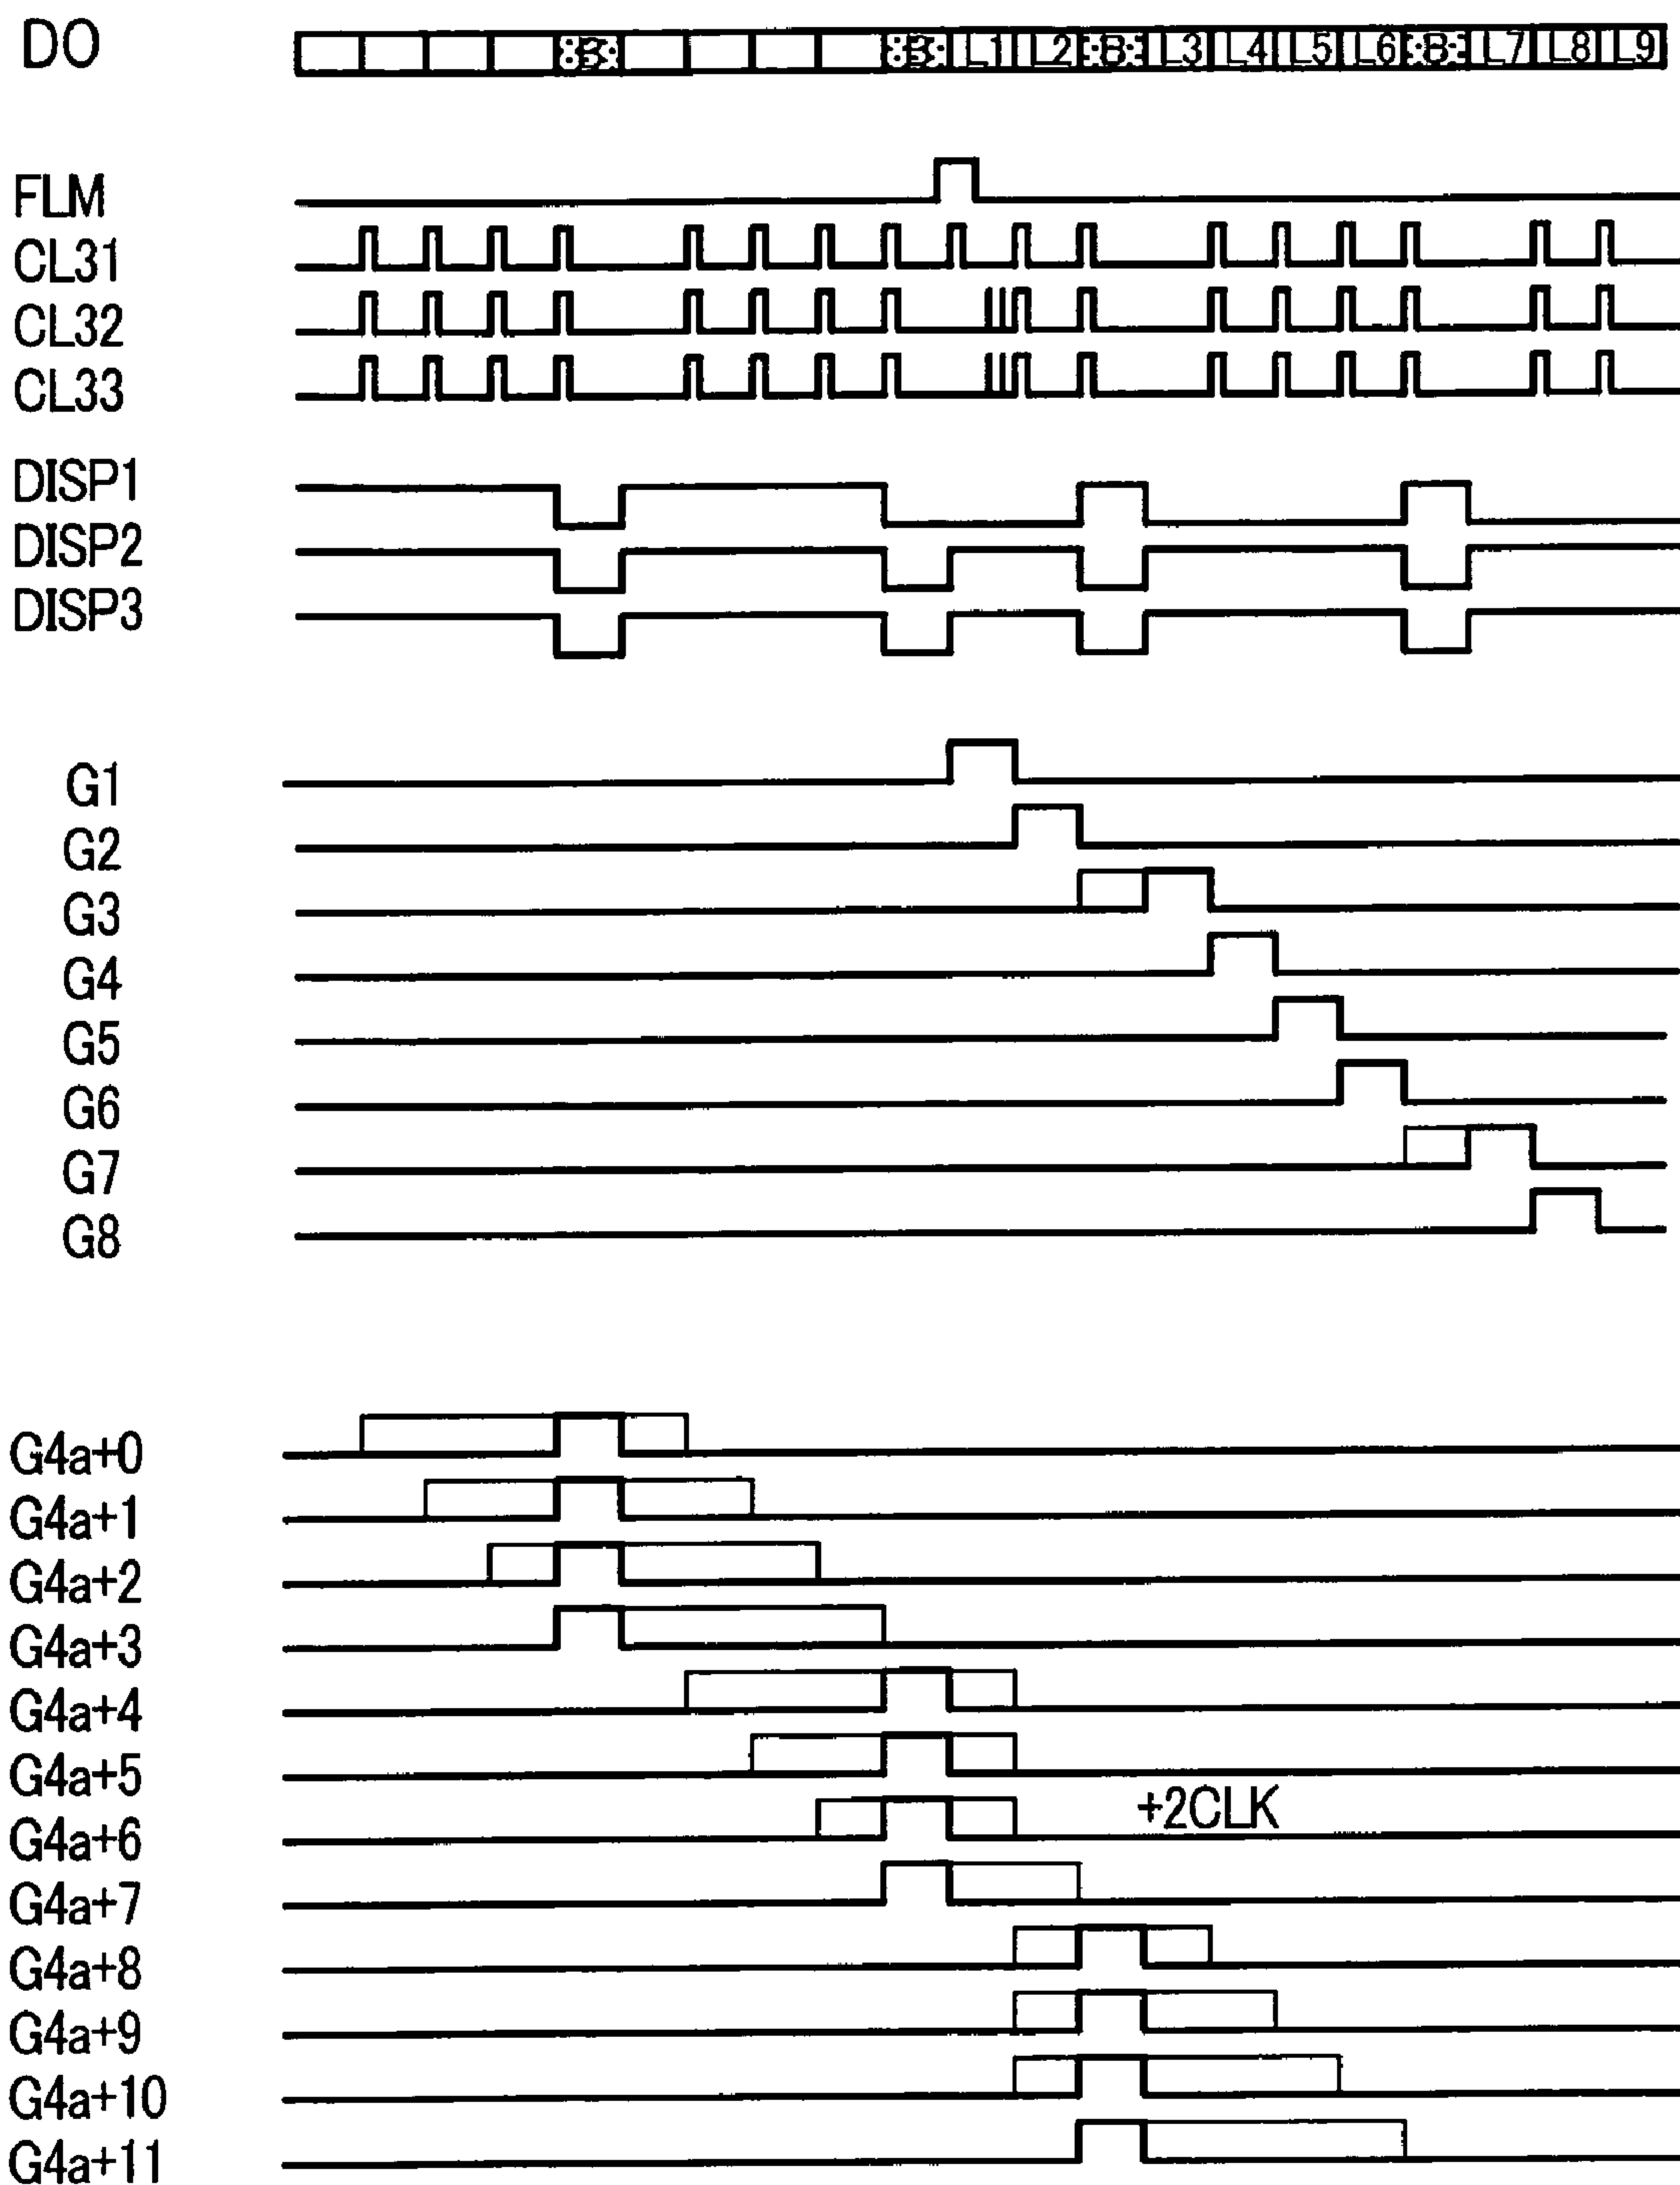 DO B B L1 L2 B L3 L4 L5 L6 B L7 L8 L9
FLM
CL31
CL32
CL33
DISP1
DISP2
DISP3
G1
G2
G3
G4
G5
G6
G7
G8
G4a+0
G4a+1
G4a+2
G4a+3
G4a+4
G4a+5
+2CLK
G4a+6
G4a+7
G4a+8
G4a+9
G4a+10
G4a+11